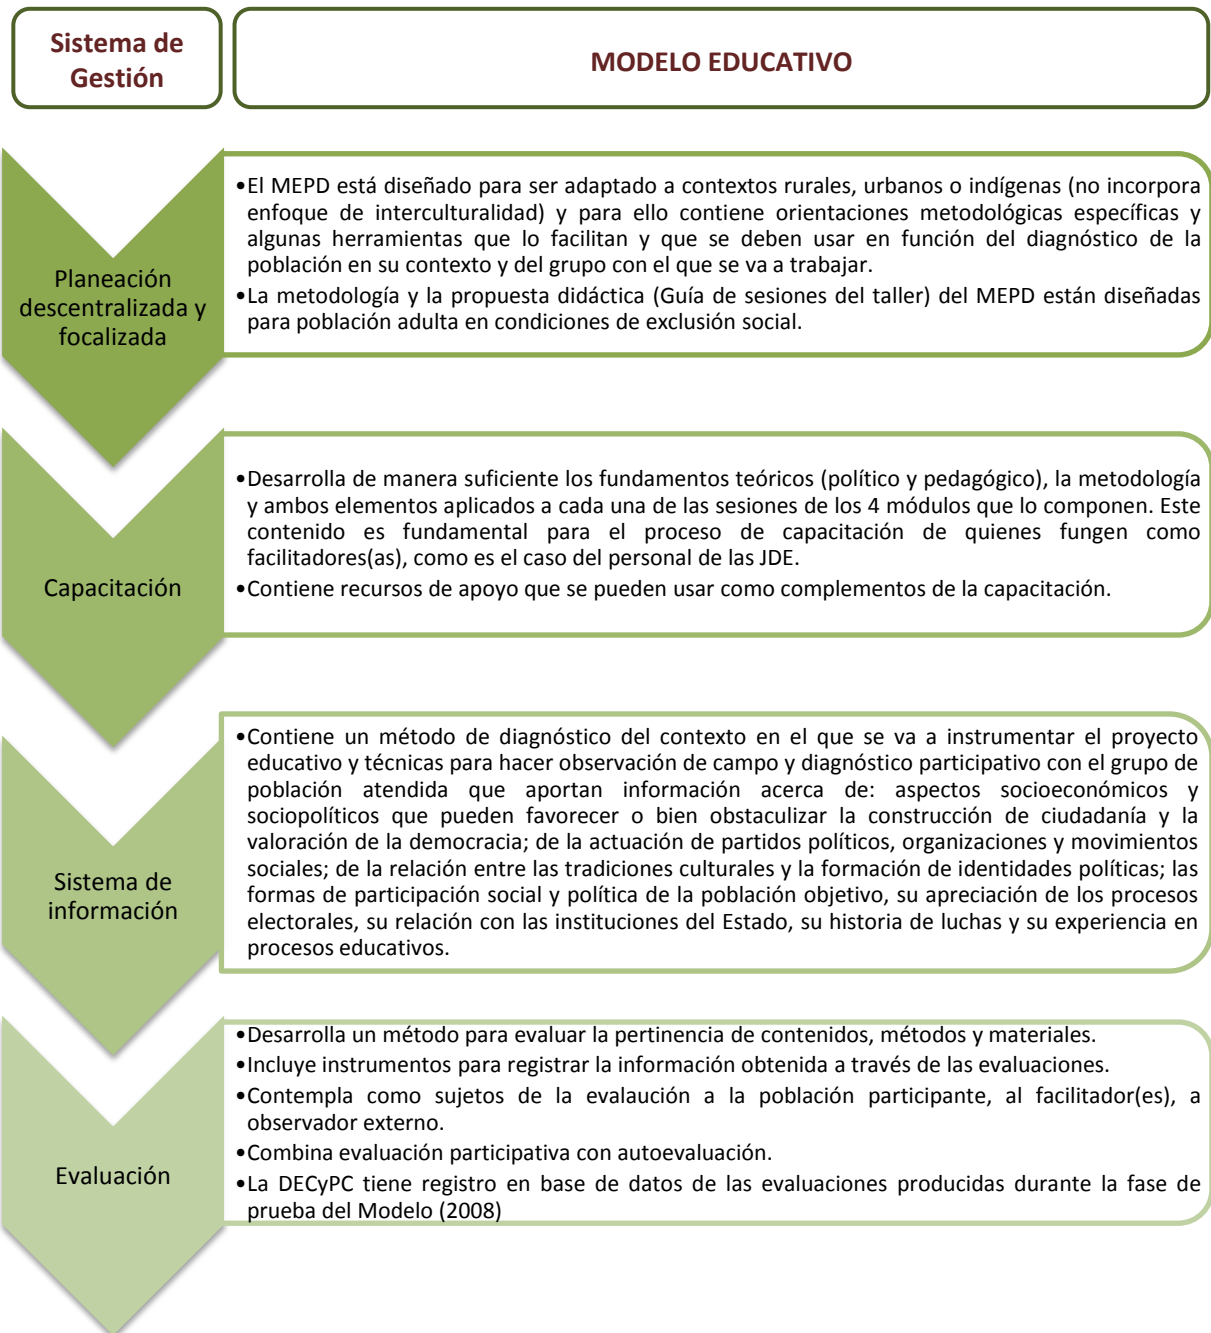 Sistema de
Gestión
MODELO EDUCATIVO
Planeación
descentralizada y
focalizada
•El MEPD está diseñado para ser adaptado a contextos rurales, urbanos o indígenas (no incorpora
enfoque de interculturalidad) y para ello contiene orientaciones metodológicas específicas y
algunas herramientas que lo facilitan y que se deben usar en función del diagnóstico de la
población en su contexto y del grupo con el que se va a trabajar.
•La metodología y la propuesta didáctica (Guía de sesiones del taller) del MEPD están diseñadas
para población adulta en condiciones de exclusión social.
Capacitación
•Desarrolla de manera suficiente los fundamentos teóricos (político y pedagógico), la metodología
y ambos elementos aplicados a cada una de las sesiones de los 4 módulos que lo componen. Este
contenido es fundamental para el proceso de capacitación de quienes fungen como
facilitadores(as), como es el caso del personal de las JDE.
•Contiene recursos de apoyo que se pueden usar como complementos de la capacitación.
Sistema de
información
•Contiene un método de diagnóstico del contexto en el que se va a instrumentar el proyecto
educativo y técnicas para hacer observación de campo y diagnóstico participativo con el grupo de
población atendida que aportan información acerca de: aspectos socioeconómicos y
sociopolíticos que pueden favorecer o bien obstaculizar la construcción de ciudadanía y la
valoración de la democracia; de la actuación de partidos políticos, organizaciones y movimientos
sociales; de la relación entre las tradiciones culturales y la formación de identidades políticas; las
formas de participación social y política de la población objetivo, su apreciación de los procesos
electorales, su relación con las instituciones del Estado, su historia de luchas y su experiencia en
procesos educativos.
Evaluación
•Desarrolla un método para evaluar la pertinencia de contenidos, métodos y materiales.
•Incluye instrumentos para registrar la información obtenida a través de las evaluaciones.
•Contempla como sujetos de la evalaución a la población participante, al facilitador(es), a
observador externo.
•Combina evaluación participativa con autoevaluación.
•La DECyPC tiene registro en base de datos de las evaluaciones producidas durante la fase de
prueba del Modelo (2008)